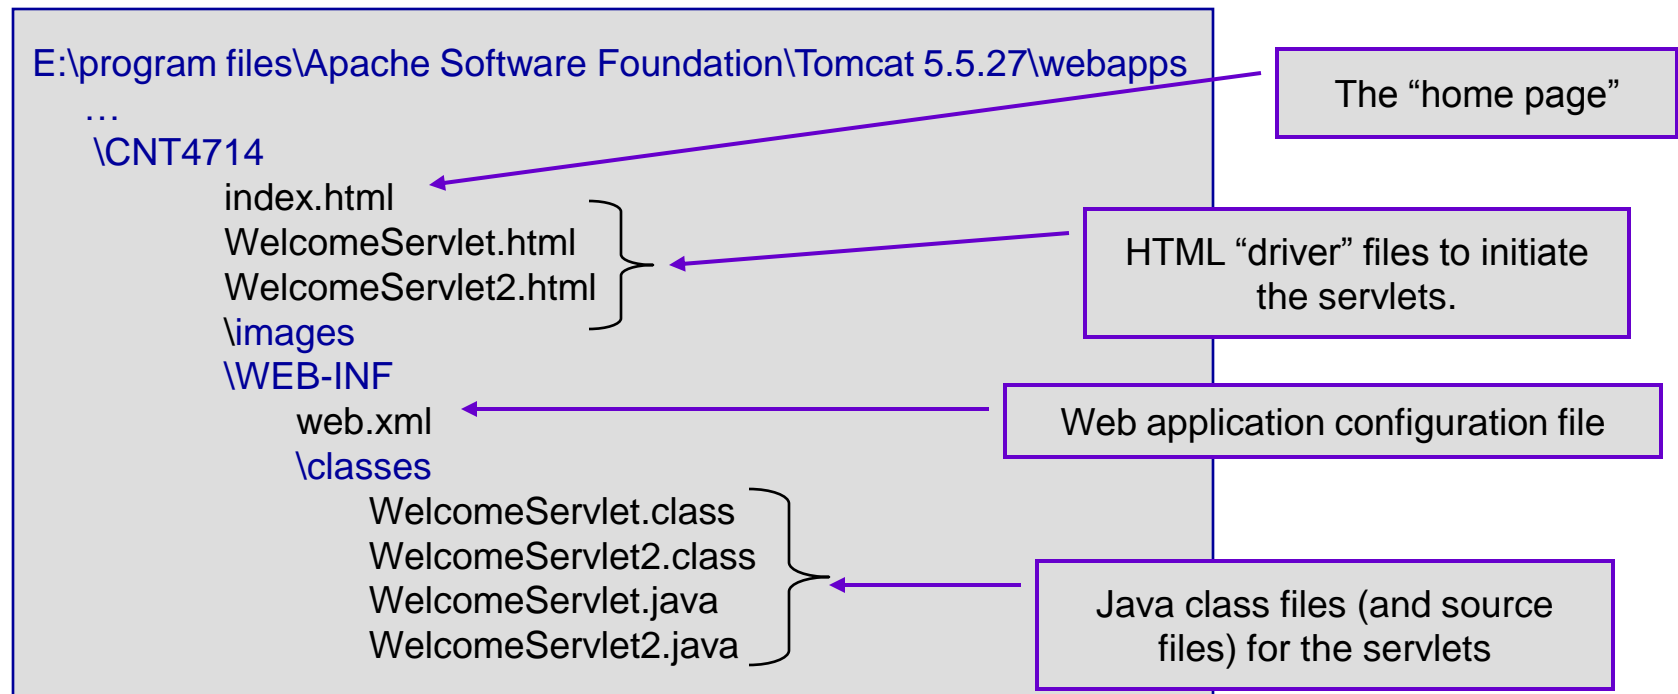 E:\program files\Apache Software Foundation\Tomcat 5.5.27\webapps
…
\CNT4714
index.html
WelcomeServlet.html
WelcomeServlet2.html
\images
\WEB-INF
web.xml
\classes
WelcomeServlet.class
WelcomeServlet2.class
WelcomeServlet.java
WelcomeServlet2.java
The “home page”
HTML “driver” files to initiate
the servlets.
Web application configuration file
Java class files (and source
files) for the servlets